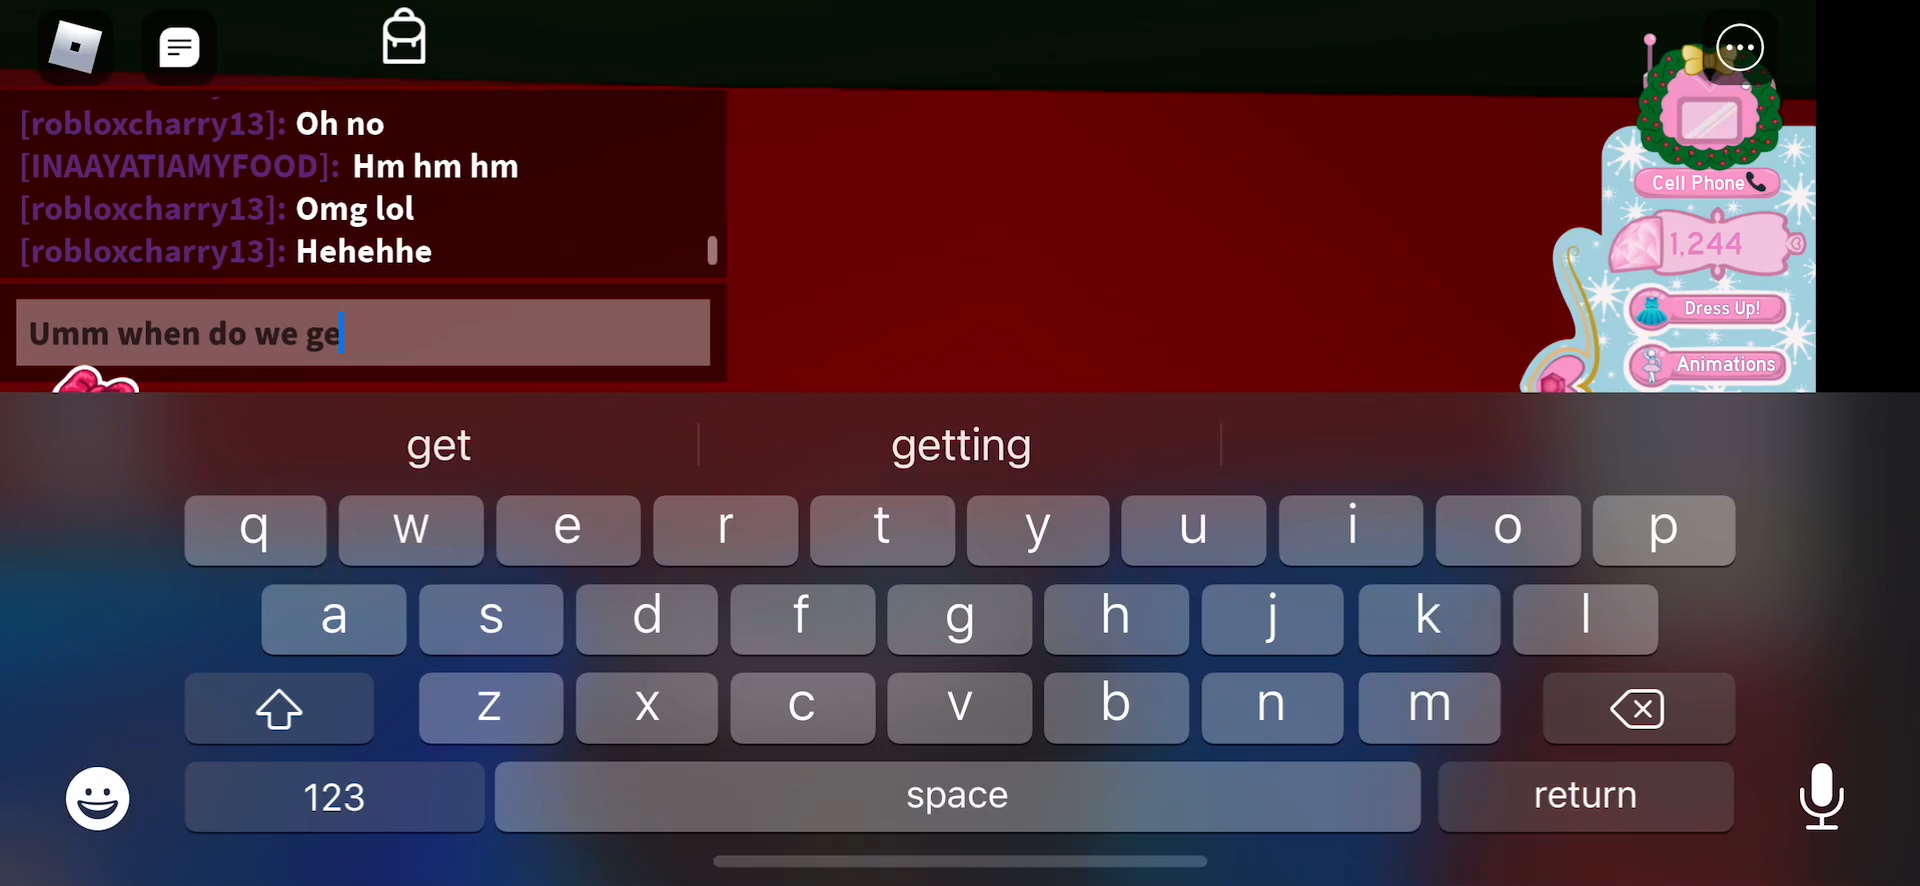 [robloxcharry13]: Oh no
[INAAYATIAMYFOOD]: Hm hm hm
[robloxcharry13]: Omg lol
[robloxcharry13]: Hehehhe
Umm when do we ge
Cell Phone
1,244
Dress Up!
Animations
get getting
q w e r t y u i o p
a s d f g h j k l
z x c v b n m
123 space return